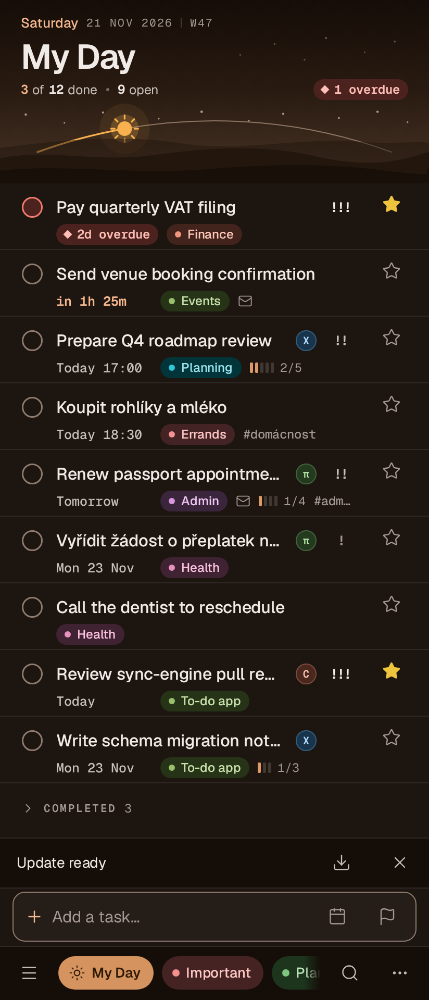 Saturday 21 NOV 2026 | W47
My Day
3 of 12 done • 9 open
1 overdue
Pay quarterly VAT filing !!!
2d overdue Finance
Send venue booking confirmation
in 1h 25m Events
Prepare Q4 roadmap review X !!
Today 17:00 Planning 2/5
Koupit rohlíky a mléko
Today 18:30 Errands #domácnost
Renew passport appointme… π !!
Tomorrow Admin 1/4 #adm…
Vyřídit žádost o přeplatek n… π !
Mon 23 Nov Health
Call the dentist to reschedule
Health
Review sync-engine pull re… C !!!
Today To-do app
Write schema migration not… X
Mon 23 Nov To-do app 1/3
COMPLETED 3
Update ready
Add a task…
My Day Important Pla